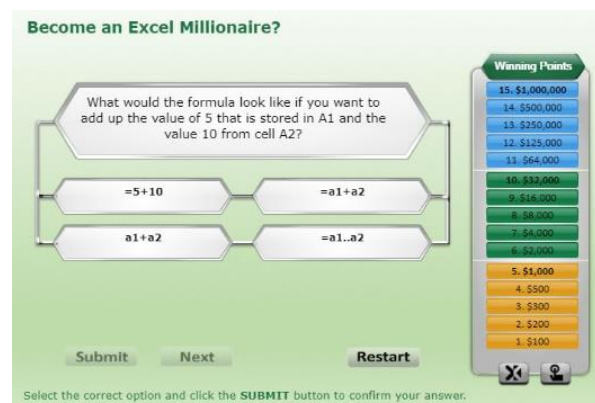 Become an Excel Millionaire?
Winning Points
What would the formula look like if you want to
add up the value of 5 that is stored in A1 and the
value 10 from cell A2?
=5+10
=a1+a2
a1+a2
=a1..a2
15. $1,000,000
14. $500,000
13. $250,000
12. $125,000
11. $64,000
10. $32,000
9. $16,000
8. $8,000
7. $4,000
6. $2,000
5. $1,000
4. $500
3. $300
2. $200
1. $100
Submit
Next
Restart
Select the correct option and click the SUBMIT button to confirm your answer.